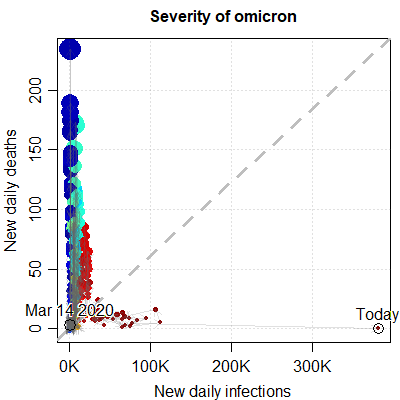 Severity of omicron
New daily deaths
200
150
100
50
0
Mar 14 2020
Today
0K 100K 200K 300K
New daily infections